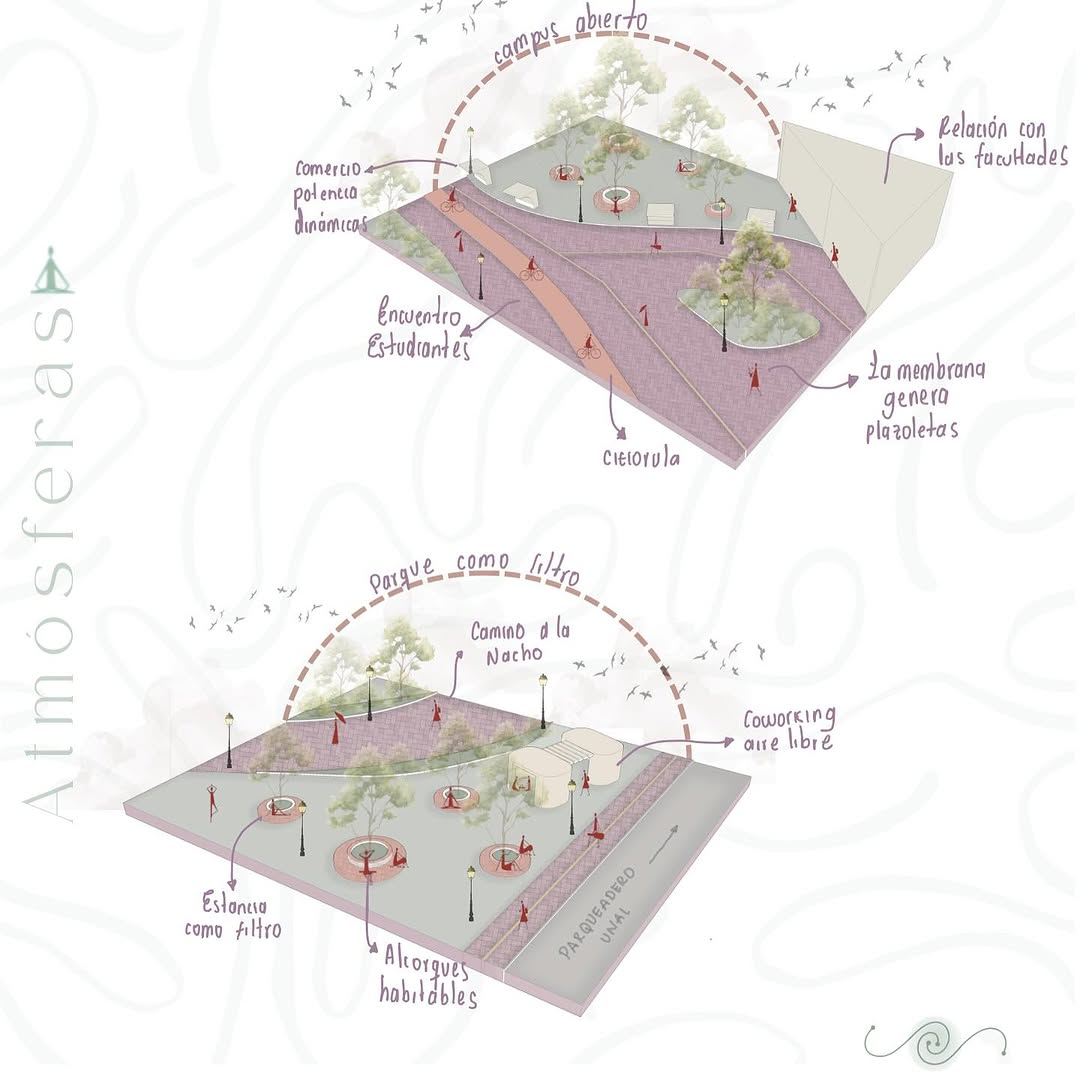 Atmósferas
campus abierto
Relación con
las facultades
Comercio
potencia
dinámicas
Encuentro
Estudiantes
La membrana
genera
plazoletas
Ciclorula
Parque como filtro
Camino a la
Nacho
Coworking
aire libre
Estancia
como filtro
Alcorques
habitables
PARQUEADERO
UNAL